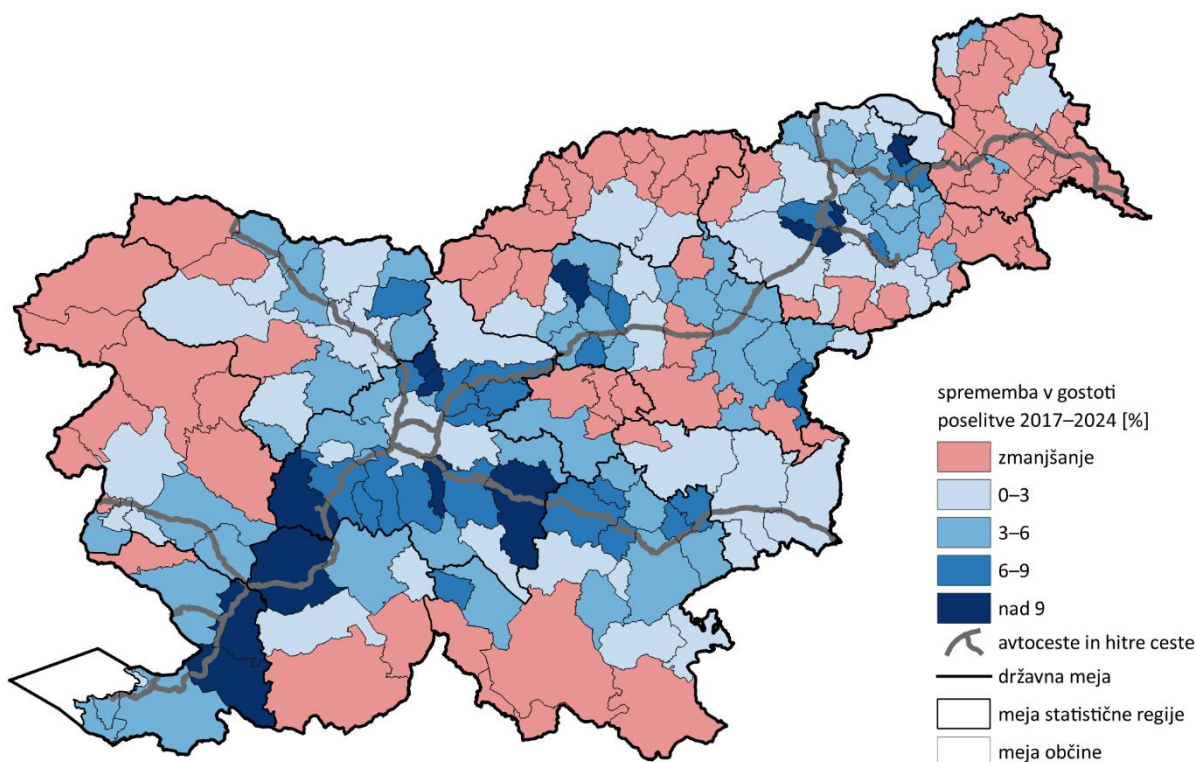 sprememba v gostoti
poselitve 2017–2024 [%]
zmanjšanje
0–3
3–6
6–9
nad 9
avtoceste in hitre ceste
državna meja
meja statistične regije
meja občine